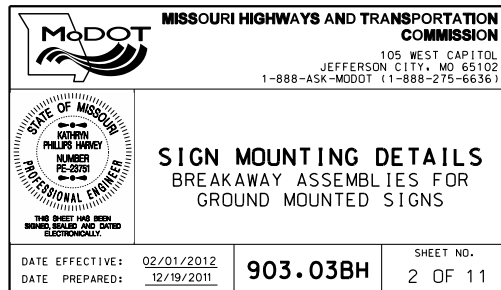 MoDOT
MISSOURI HIGHWAYS AND TRANSPORTATION
COMMISSION
105 WEST CAPITOL
JEFFERSON CITY, MO 65102
1-888-ASK-MODOT (1-888-275-6636)
STATE OF MISSOURI
KATHRYN
PHILLIPS HARVEY
NUMBER
PE-23751
PROFESSIONAL ENGINEER
THIS SHEET HAS BEEN
SIGNED, SEALED AND DATED
ELECTRONICALLY.
SIGN MOUNTING DETAILS
BREAKAWAY ASSEMBLIES FOR
GROUND MOUNTED SIGNS
DATE EFFECTIVE: 02/01/2012
DATE PREPARED: 12/19/2011
903.03BH
SHEET NO.
2 OF 11